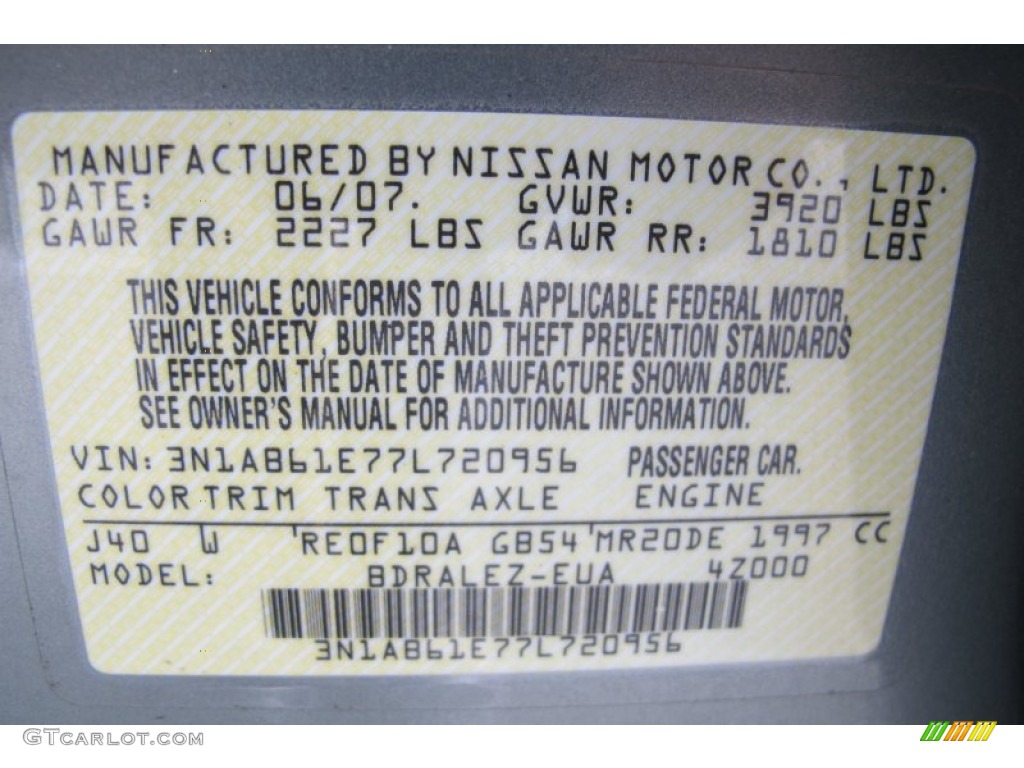 MANUFACTURED BY NISSAN MOTOR CO., LTD.
DATE: 06/07. GVWR: 3920 LBS
GAWR FR: 2227 LBS GAWR RR: 1810 LBS
THIS VEHICLE CONFORMS TO ALL APPLICABLE FEDERAL MOTOR,
VEHICLE SAFETY, BUMPER AND THEFT PREVENTION STANDARDS
IN EFFECT ON THE DATE OF MANUFACTURE SHOWN ABOVE.
SEE OWNER'S MANUAL FOR ADDITIONAL INFORMATION.
VIN: 3N1AB61E77L720956 PASSENGER CAR.
COLOR TRIM TRANS AXLE ENGINE
J40 W RE0F10A GB54 MR20DE 1997 CC
MODEL: BDRALEZ-EUA 4Z000
3N1AB61E77L720956
GTCarlot.com